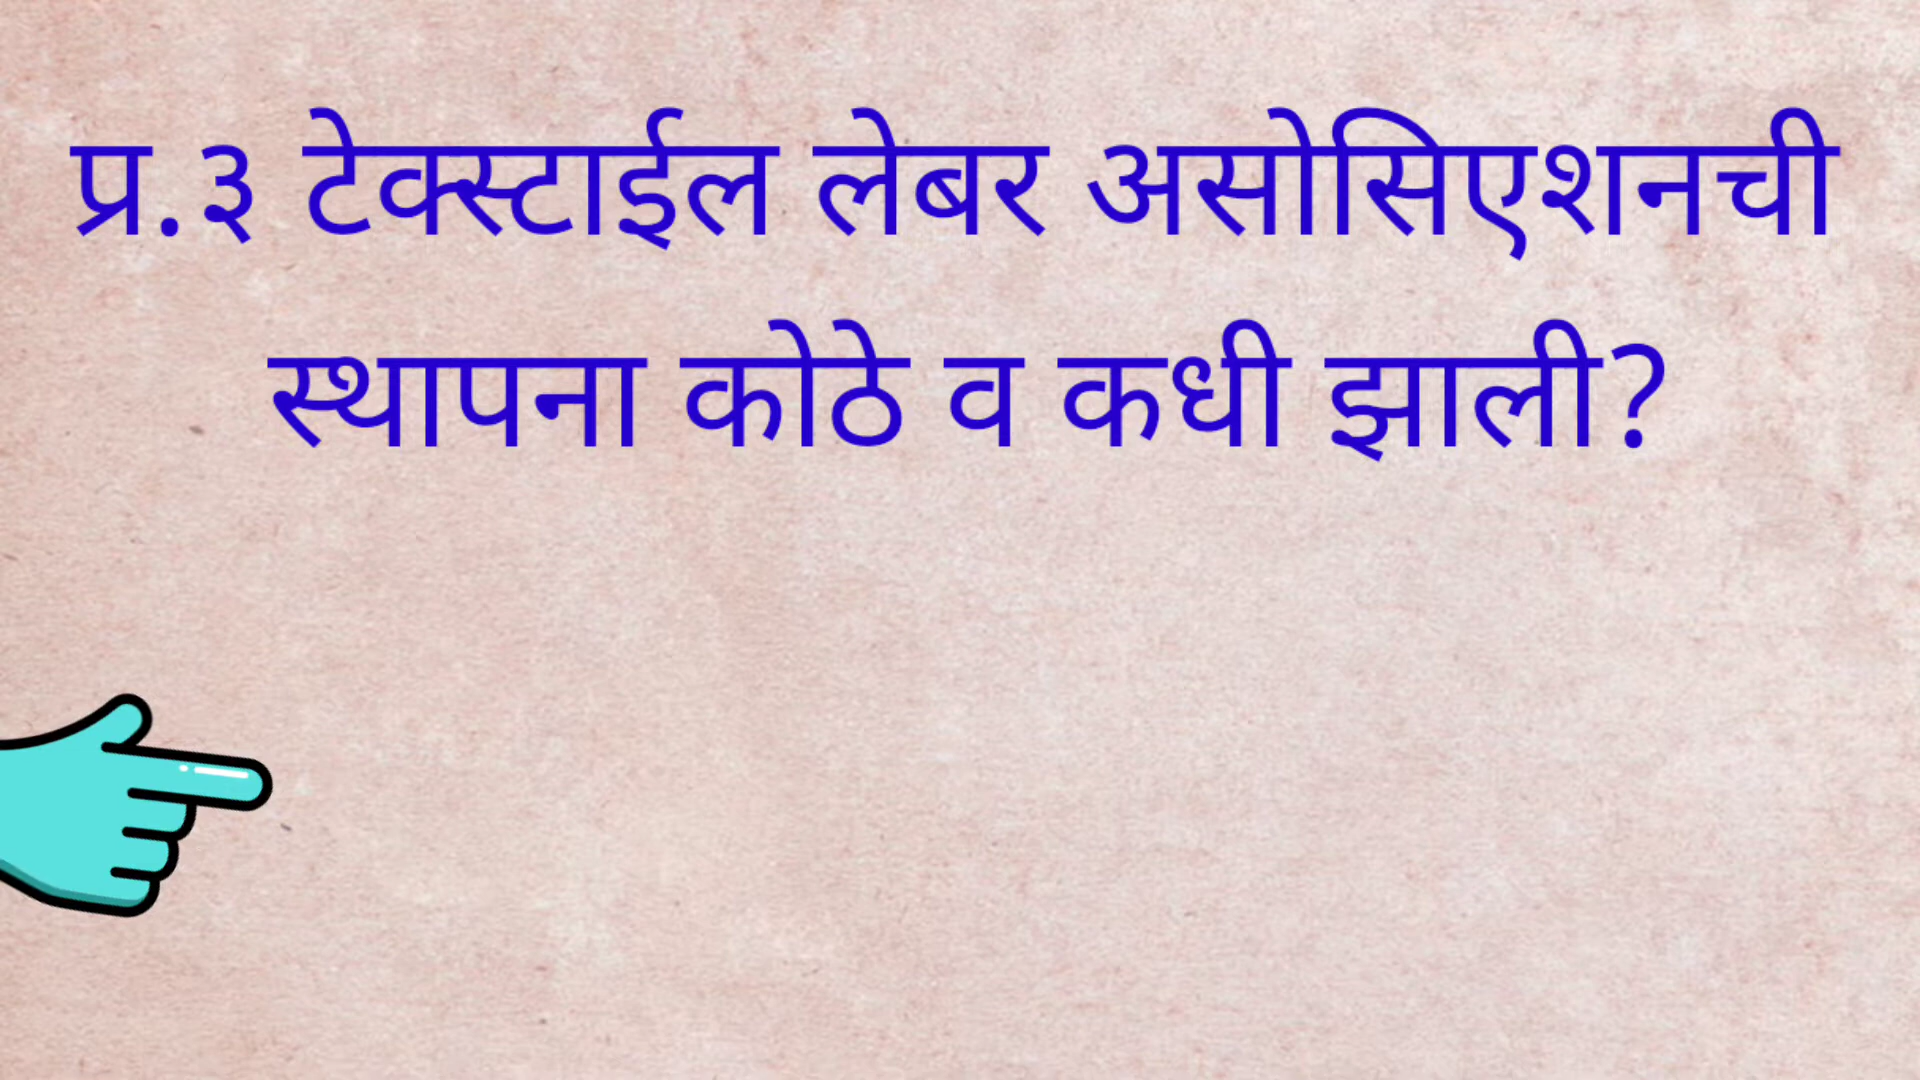 प्र.३ टेक्स्टाईल लेबर असोसिएशनची
स्थापना कोठे व कधी झाली?